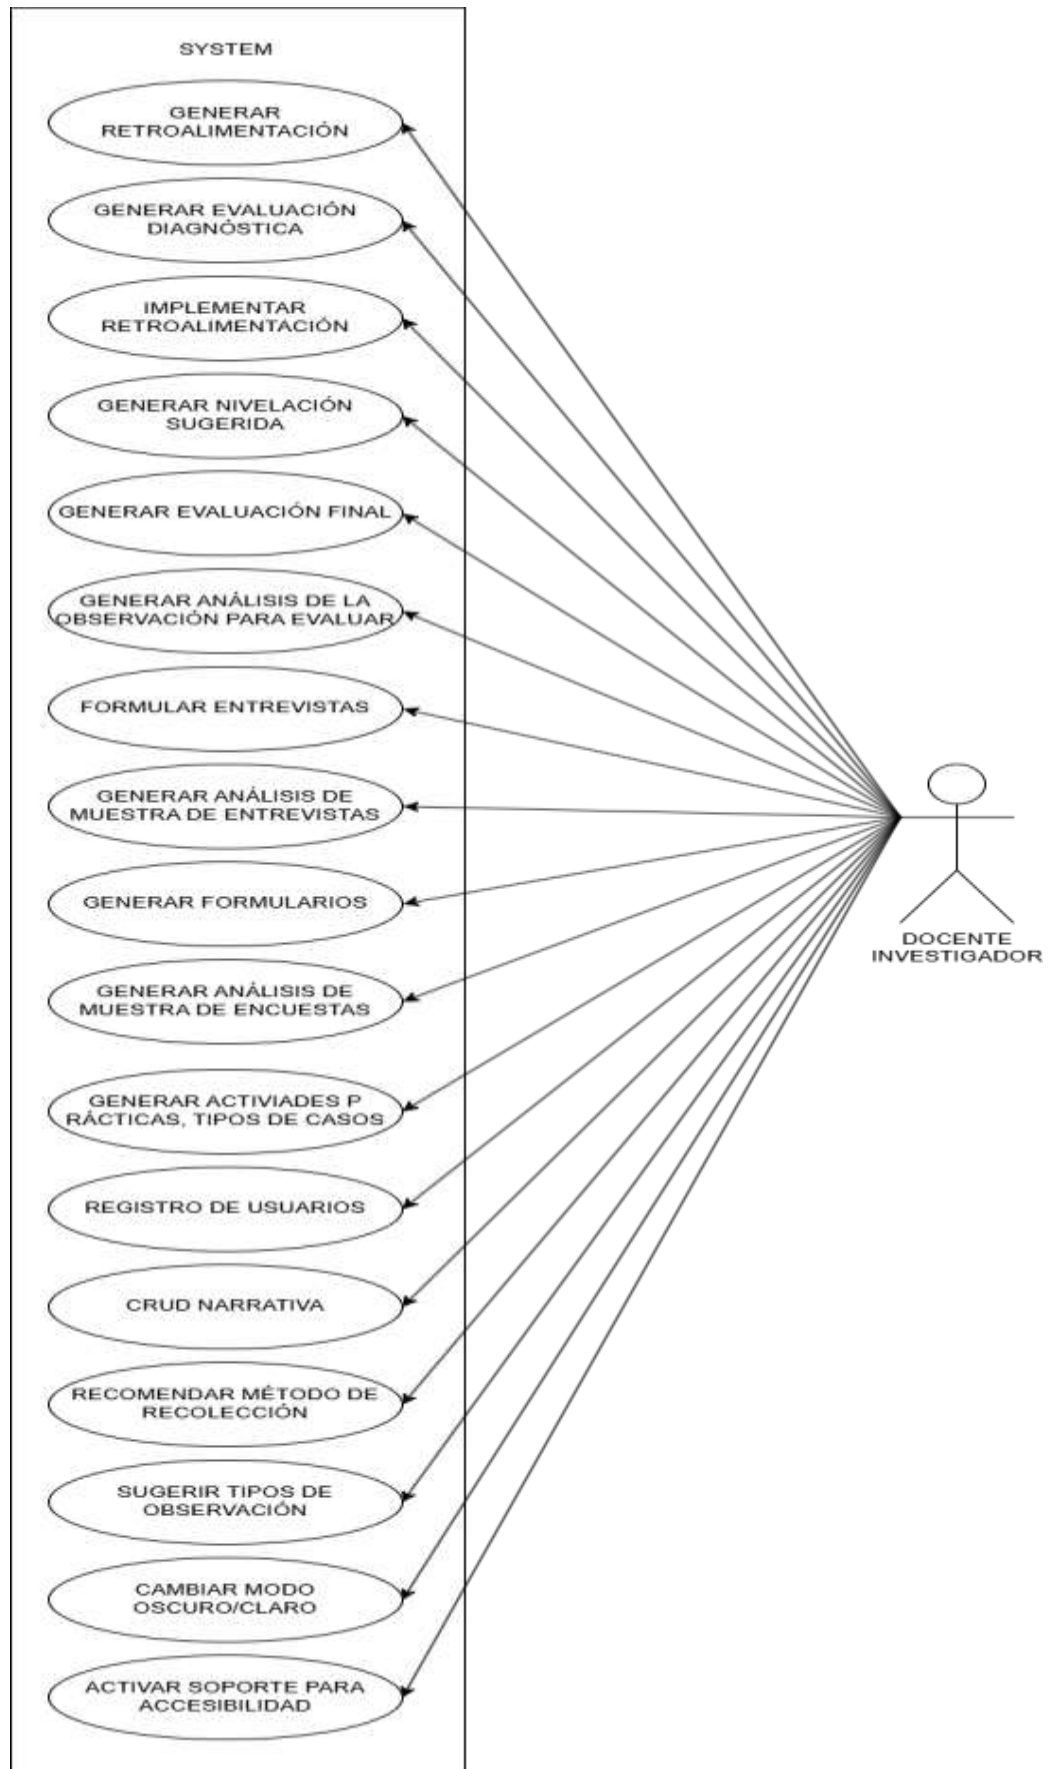 SYSTEM
GENERAR
RETROALIMENTACIÓN
GENERAR EVALUACIÓN
DIAGNÓSTICA
IMPLEMENTAR
RETROALIMENTACIÓN
GENERAR NIVELACIÓN
SUGERIDA
GENERAR EVALUACIÓN FINAL
GENERAR ANÁLISIS DE LA
OBSERVACIÓN PARA EVALUAR
FORMULAR ENTREVISTAS
GENERAR ANÁLISIS DE
MUESTRA DE ENTREVISTAS
GENERAR FORMULARIOS
GENERAR ANÁLISIS DE
MUESTRA DE ENCUESTAS
GENERAR ACTIVIADES P
RÁCTICAS, TIPOS DE CASOS
REGISTRO DE USUARIOS
CRUD NARRATIVA
RECOMENDAR MÉTODO DE
RECOLECCIÓN
SUGERIR TIPOS DE
OBSERVACIÓN
CAMBIAR MODO
OSCURO/CLARO
ACTIVAR SOPORTE PARA
ACCESIBILIDAD
DOCENTE
INVESTIGADOR